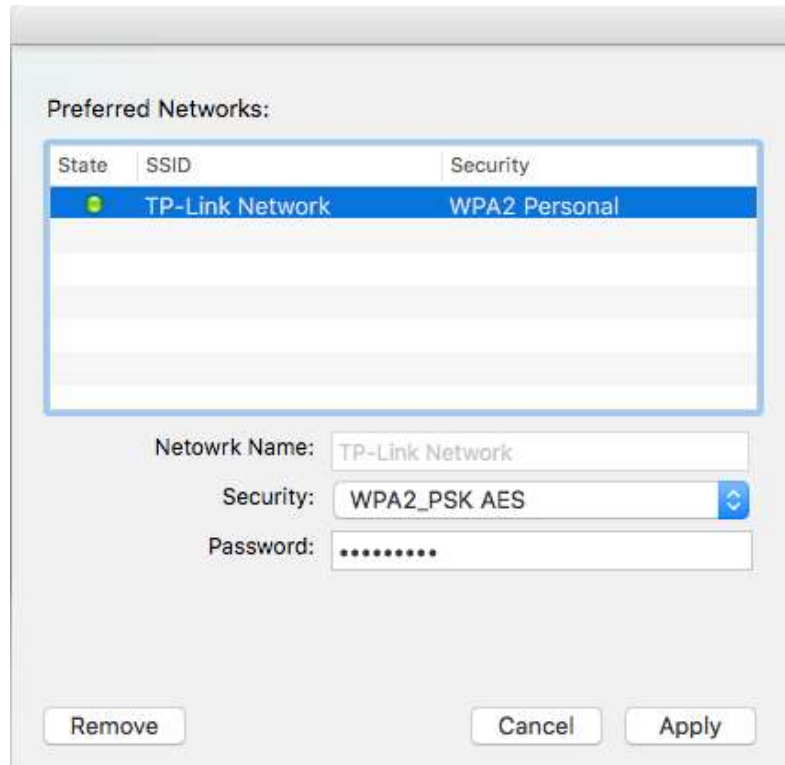 Preferred Networks:
State SSID Security
TP-Link Network WPA2 Personal
Netowrk Name: TP-Link Network
Security: WPA2_PSK AES
Password: •••••••••
Remove Cancel Apply